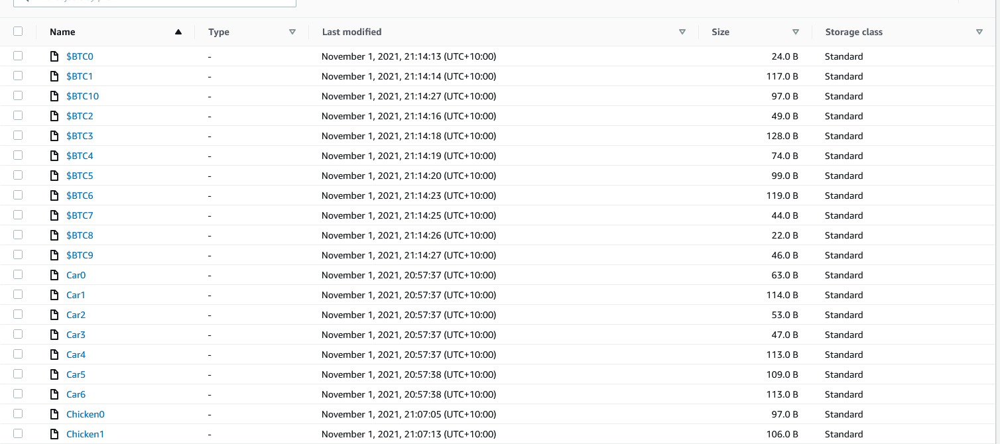 Name Type Last modified Size Storage class
$BTC0 - November 1, 2021, 21:14:13 (UTC+10:00) 24.0 B Standard
$BTC1 - November 1, 2021, 21:14:14 (UTC+10:00) 117.0 B Standard
$BTC10 - November 1, 2021, 21:14:27 (UTC+10:00) 97.0 B Standard
$BTC2 - November 1, 2021, 21:14:16 (UTC+10:00) 49.0 B Standard
$BTC3 - November 1, 2021, 21:14:18 (UTC+10:00) 128.0 B Standard
$BTC4 - November 1, 2021, 21:14:19 (UTC+10:00) 74.0 B Standard
$BTC5 - November 1, 2021, 21:14:20 (UTC+10:00) 99.0 B Standard
$BTC6 - November 1, 2021, 21:14:23 (UTC+10:00) 119.0 B Standard
$BTC7 - November 1, 2021, 21:14:25 (UTC+10:00) 44.0 B Standard
$BTC8 - November 1, 2021, 21:14:26 (UTC+10:00) 22.0 B Standard
$BTC9 - November 1, 2021, 21:14:27 (UTC+10:00) 46.0 B Standard
Car0 - November 1, 2021, 20:57:37 (UTC+10:00) 63.0 B Standard
Car1 - November 1, 2021, 20:57:37 (UTC+10:00) 114.0 B Standard
Car2 - November 1, 2021, 20:57:37 (UTC+10:00) 53.0 B Standard
Car3 - November 1, 2021, 20:57:37 (UTC+10:00) 47.0 B Standard
Car4 - November 1, 2021, 20:57:37 (UTC+10:00) 113.0 B Standard
Car5 - November 1, 2021, 20:57:38 (UTC+10:00) 109.0 B Standard
Car6 - November 1, 2021, 20:57:38 (UTC+10:00) 113.0 B Standard
Chicken0 - November 1, 2021, 21:07:05 (UTC+10:00) 97.0 B Standard
Chicken1 - November 1, 2021, 21:07:13 (UTC+10:00) 106.0 B Standard